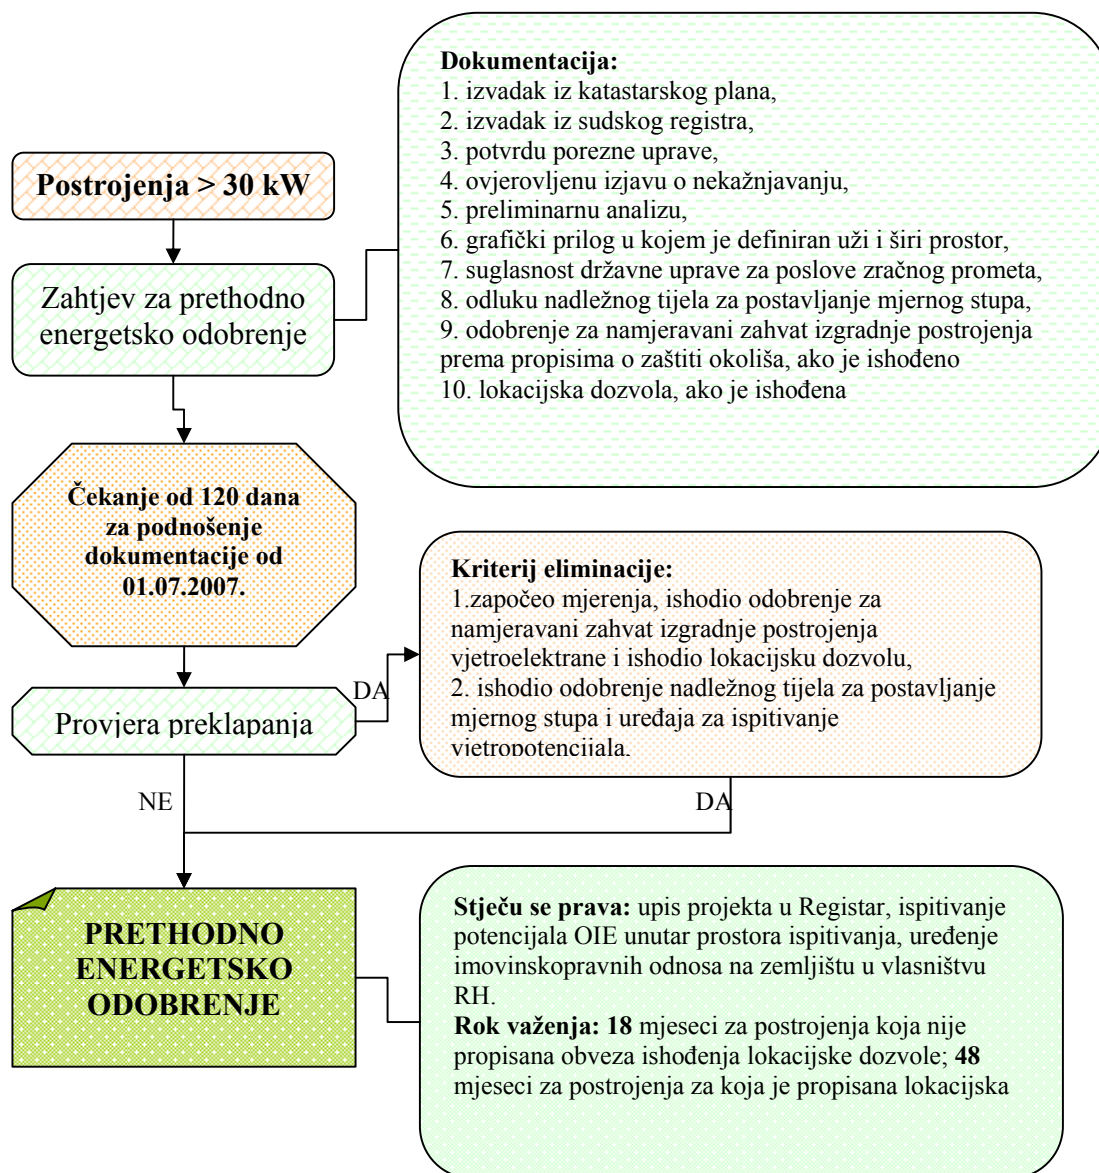 Dokumentacija:
1. izvadak iz katastarskog plana,
2. izvadak iz sudskog registra,
3. potvrdu porezne uprave,
4. ovjerovljenu izjavu o nekažnjavanju,
5. preliminarnu analizu,
6. grafički prilog u kojem je definiran uži i širi prostor,
7. suglasnost državne uprave za poslove zračnog prometa,
8. odluku nadležnog tijela za postavljanje mjernog stupa,
9. odobrenje za namjeravani zahvat izgradnje postrojenja
prema propisima o zaštiti okoliša, ako je ishođeno
10. lokacijska dozvola, ako je ishođena
Postrojenja > 30 kW
Zahtjev za prethodno
energetsko odobrenje
Čekanje od 120 dana
za podnošenje
dokumentacije od
01.07.2007.
Kriterij eliminacije:
1.započeo mjerenja, ishodio odobrenje za
namjeravani zahvat izgradnje postrojenja
vjetroelektrane i ishodio lokacijsku dozvolu,
2. ishodio odobrenje nadležnog tijela za postavljanje
mjernog stupa i uređaja za ispitivanje
vjetropotencijala.
DA
Provjera preklapanja
NE
DA
PRETHODNO
ENERGETSKO
ODOBRENJE
Stječu se prava: upis projekta u Registar, ispitivanje
potencijala OIE unutar prostora ispitivanja, uređenje
imovinskopravnih odnosa na zemljištu u vlasništvu
RH.
Rok važenja: 18 mjeseci za postrojenja koja nije
propisana obveza ishođenja lokacijske dozvole; 48
mjeseci za postrojenja za koja je propisana lokacijska